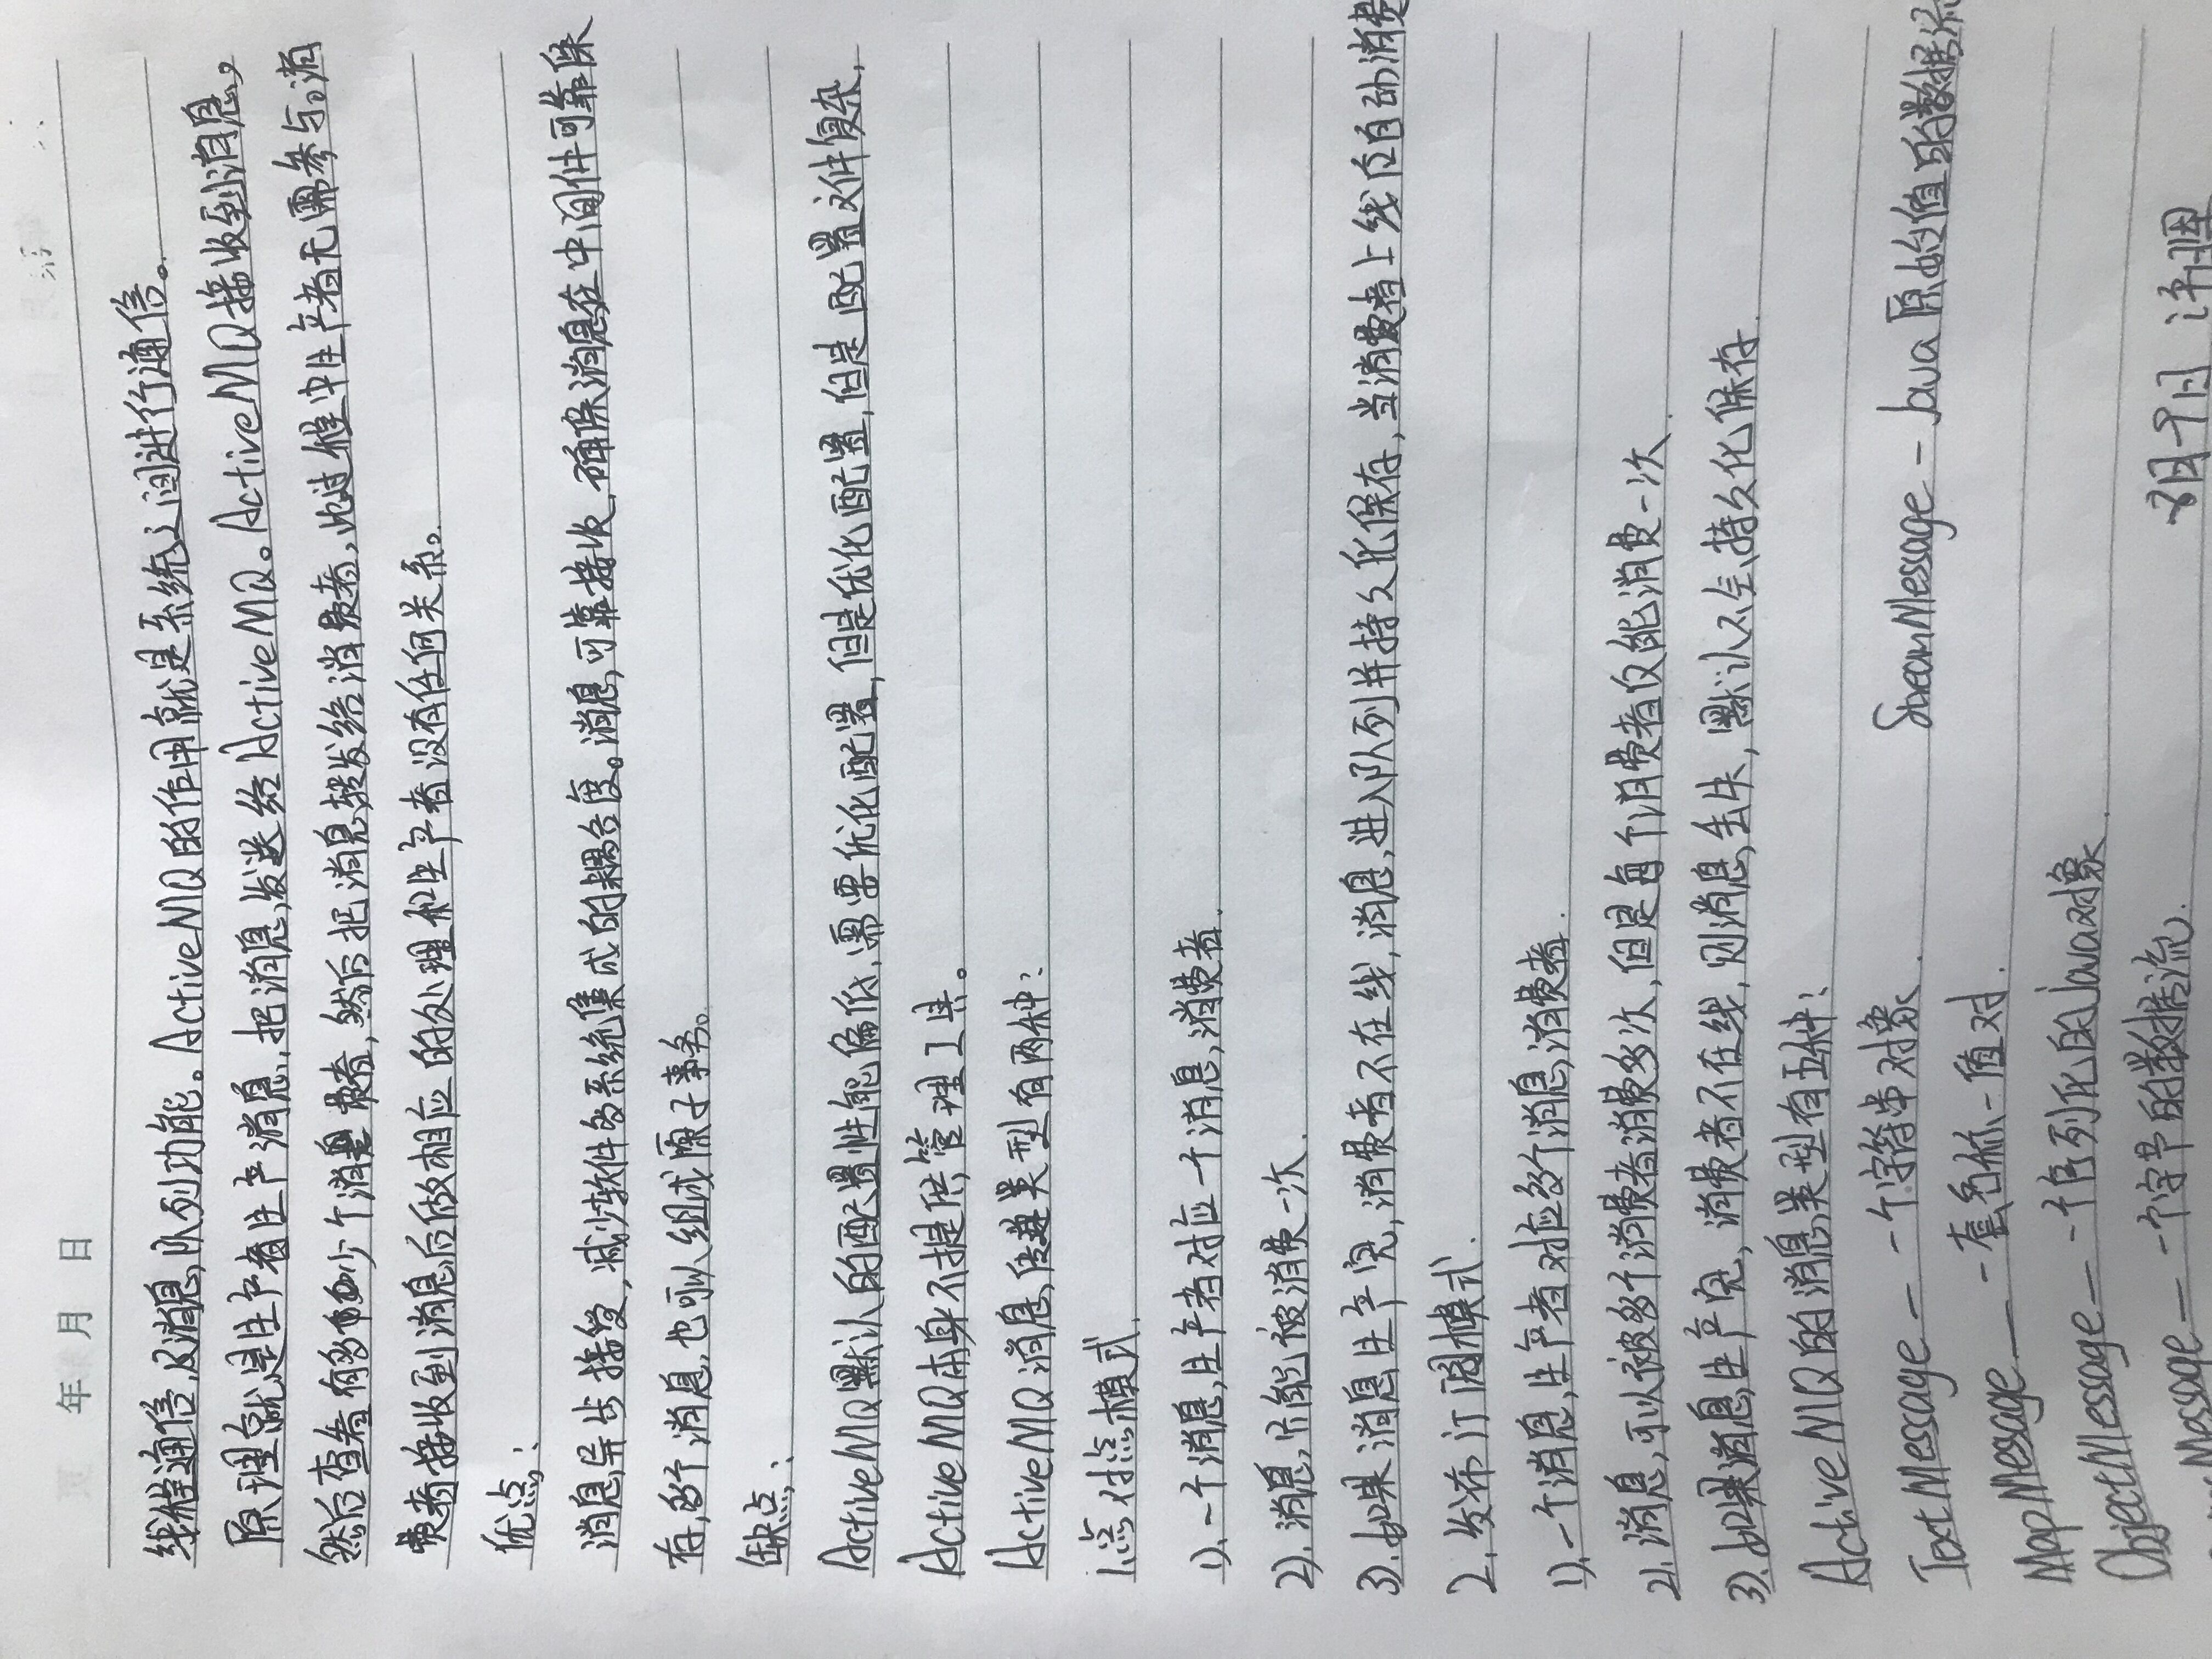 年 月 日
线程通信,及消息队列功能。ActiveMQ的作用就是系统之间进行通信。
原理就是生产者生产消息,把消息发送给ActiveMQ。ActiveMQ接收到消息,
然后查看有多少个消费者,然后把消息转发给消费者,此过程中生产者无需参与。消
费者接收到消息后做相应的处理和生产者没有任何关系。
优点:
消息异步接受,减少软件多系统集成的耦合度。消息可靠接收,确保消息在中间件可靠保
存,多个消息也可以组成原子事务。
缺点:
ActiveMQ默认的配置性能偏低,需要优化配置,但是优化配置,但是配置文件复杂,
ActiveMQ本身不提供管理工具。
ActiveMQ消息传递类型有两种:
1.点对点模式.
1).一个消息生产者对应一个消息消费者.
2).消息只能被消费一次.
3).如果消息生产完,消费者不在线,消息进入队列并持久化保存,当消费者上线后自动消费
2.发布订阅模式.
1).一个消息生产者对应多个消息消费者.
2).消息可以被多个消费者消费多次,但是每个消费者仅能消费一次.
3).如果消息生产完,消费者不在线,则消息丢失,默认不会持久化保存.
ActiveMQ的消息类型有五种:
TextMessage — 一个字符串对象. StreamMessage — Java原始值的数据流
MapMessage — 一套名称-值对.
ObjectMessage — 一个序列化的Java对象.
Message — 一个字节的数据流.
8月9日